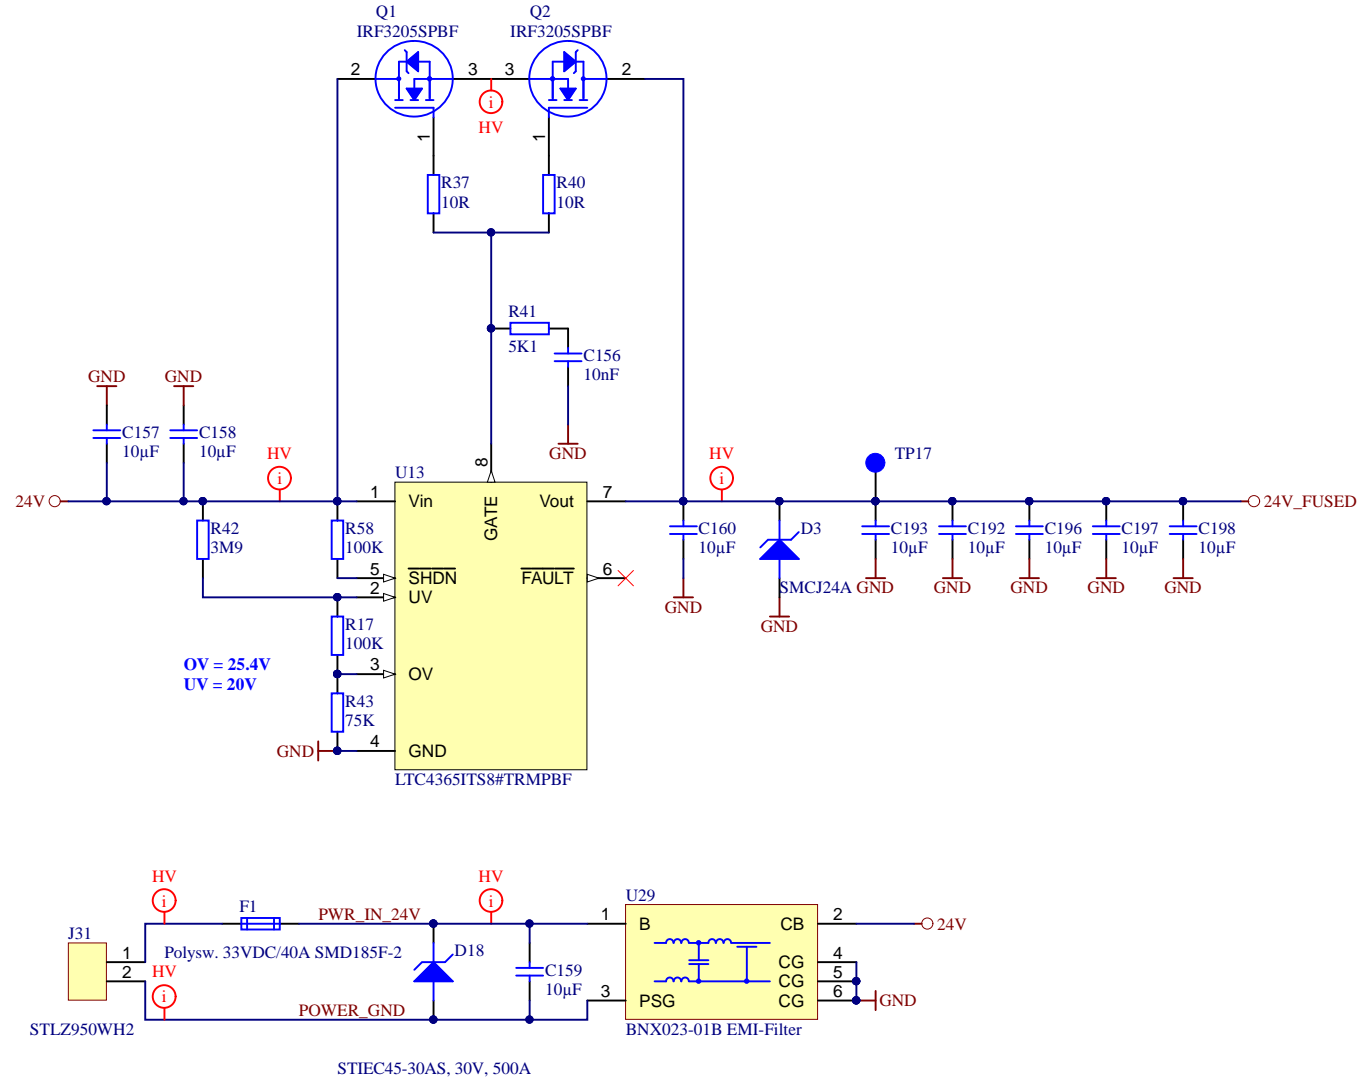 Q1
IRF3205SPBF
Q2
IRF3205SPBF
2
3
3
2
i
HV
1
1
R37
10R
R40
10R
R41
5K1
C156
10nF
GND
GND
GND
C157
10µF
C158
10µF
HV
i
24V
R42
3M9
R58
100K
R17
100K
R43
75K
OV = 25.4V
UV = 20V
GND
U13
8
GATE
1
Vin
Vout
7
5
SHDN
FAULT
6
2
UV
3
OV
4
GND
LTC4365ITS8#TRMPBF
HV
i
TP17
24V_FUSED
C160
10µF
GND
D3
SMCJ24A
GND
C193
10µF
GND
C192
10µF
GND
C196
10µF
GND
C197
10µF
GND
C198
10µF
GND
HV
i
F1
PWR_IN_24V
HV
i
J31
1
2
Polysw. 33VDC/40A SMD185F-2
HV
i
STLZ950WH2
POWER_GND
D18
C159
10µF
STIEC45-30AS, 30V, 500A
U29
1
B
CB
2
24V
CG
4
CG
5
3
PSG
CG
6
GND
BNX023-01B EMI-Filter